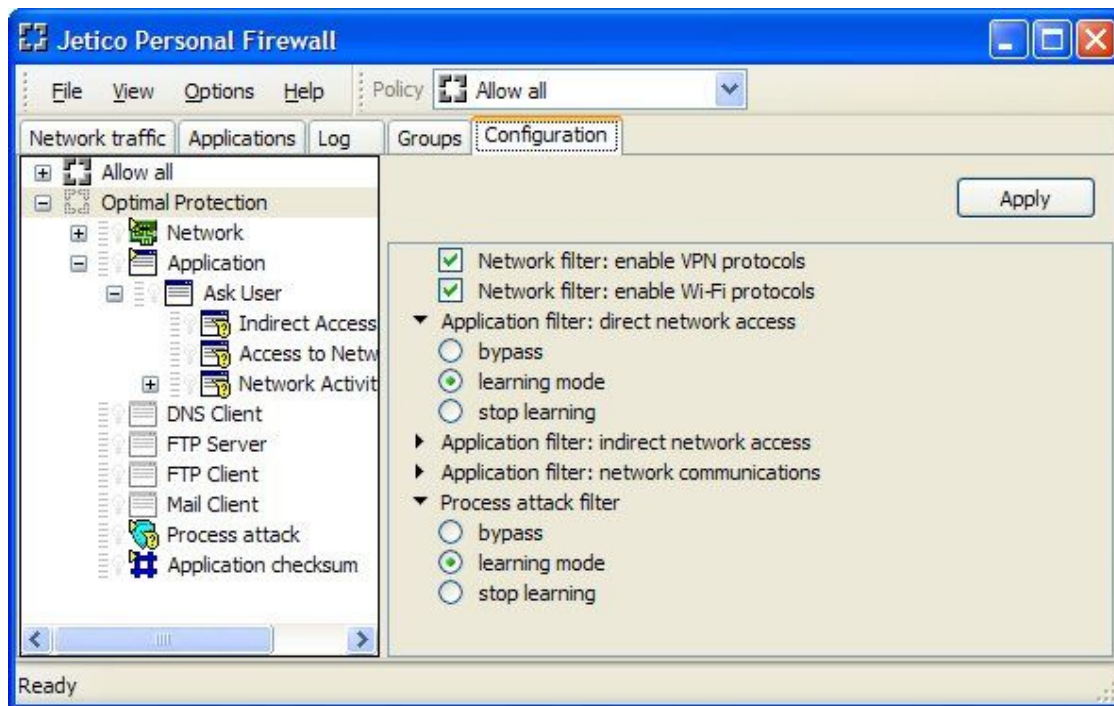 Jetico Personal Firewall
File View Options Help Policy Allow all
Network traffic Applications Log Groups Configuration
Allow all
Optimal Protection
Network
Application
Ask User
Indirect Access
Access to Netw
Network Activit
DNS Client
FTP Server
FTP Client
Mail Client
Process attack
Application checksum
Apply
Network filter: enable VPN protocols
Network filter: enable Wi-Fi protocols
Application filter: direct network access
bypass
learning mode
stop learning
Application filter: indirect network access
Application filter: network communications
Process attack filter
bypass
learning mode
stop learning
Ready